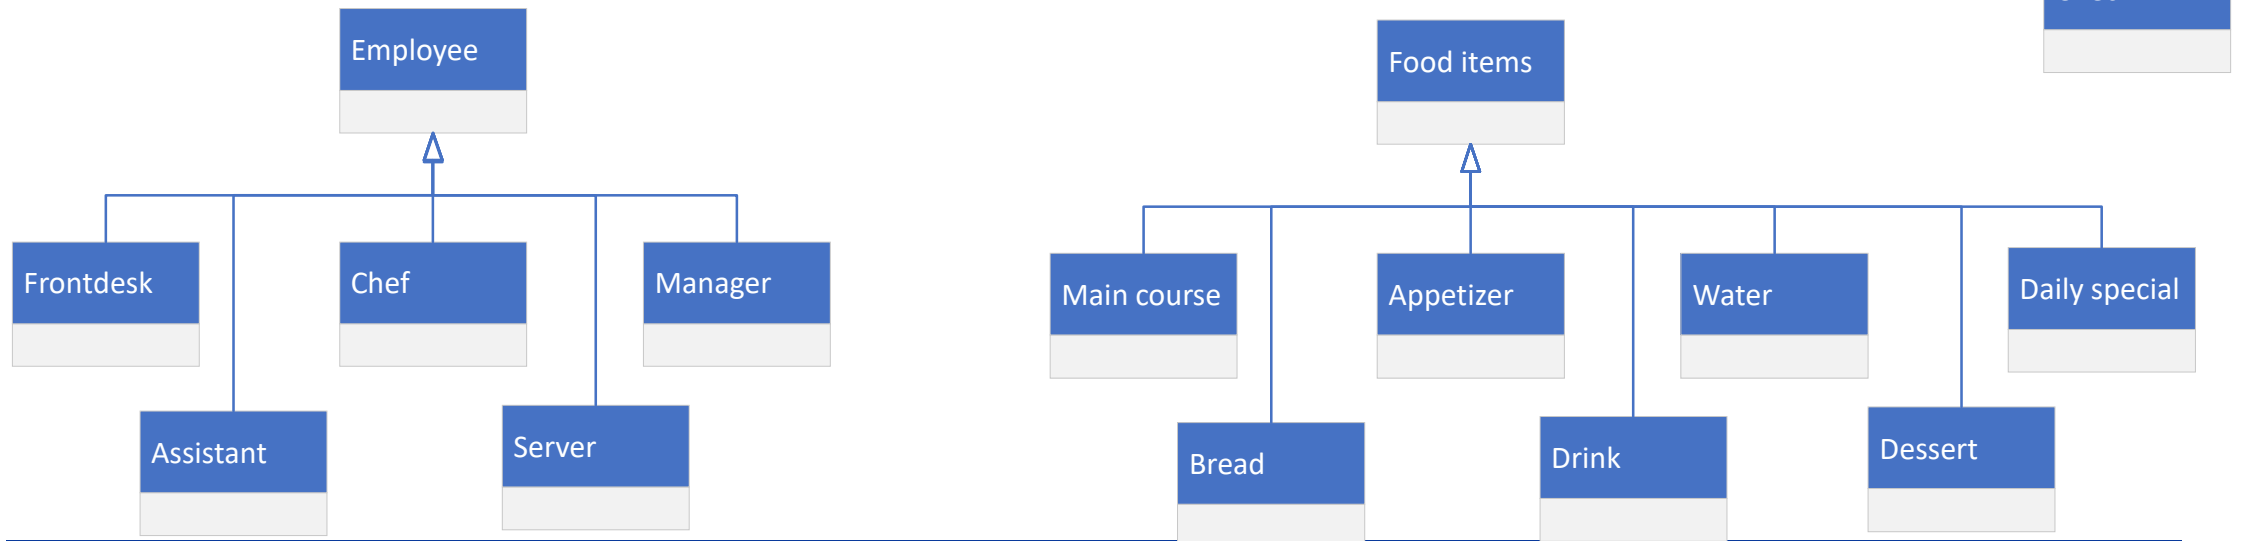 Employee
Food items
Frontdesk
Chef
Manager
Main course
Appetizer
Water
Daily special
Assistant
Server
Bread
Drink
Dessert